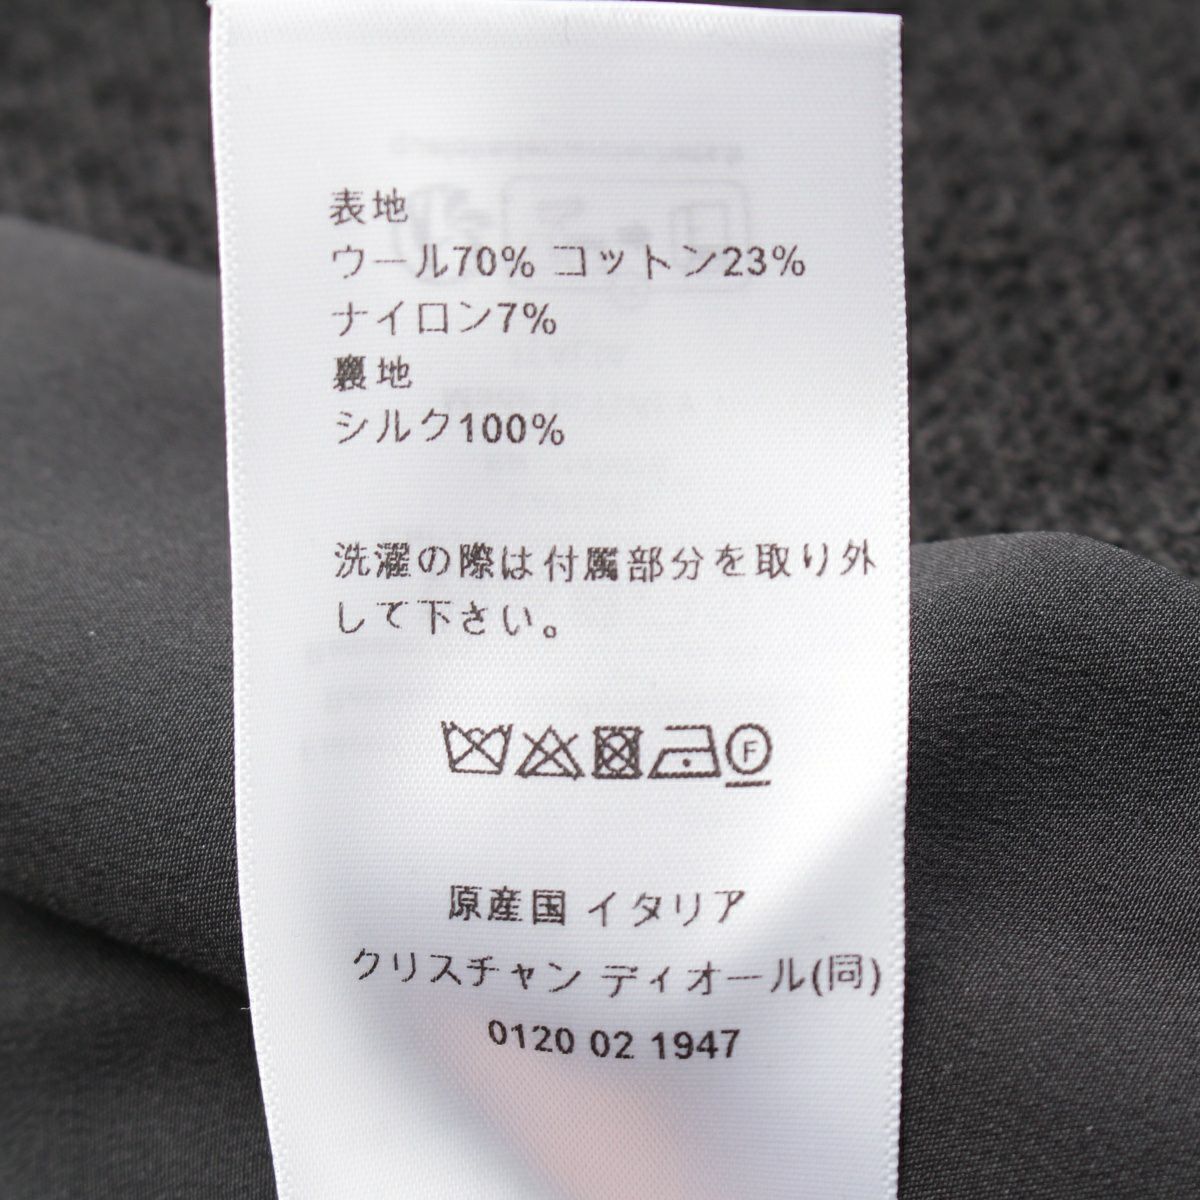 表地
ウール70% コットン23%
ナイロン7%
裏地
シルク100%
洗濯の際は付属部分を取り外
して下さい。
F
原産国 イタリア
クリスチャン ディオール(同)
0120 02 1947